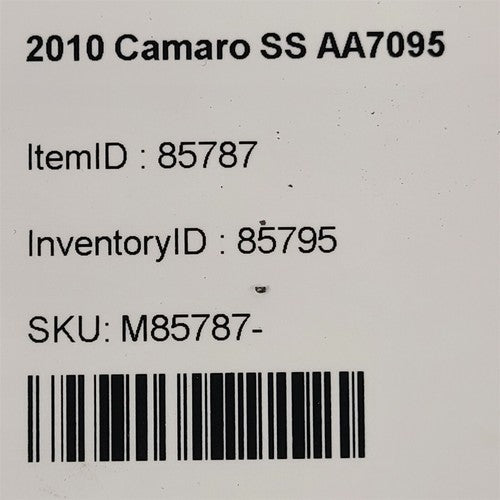 2010 Camaro SS AA7095
ItemID : 85787
InventoryID : 85795
SKU: M85787-